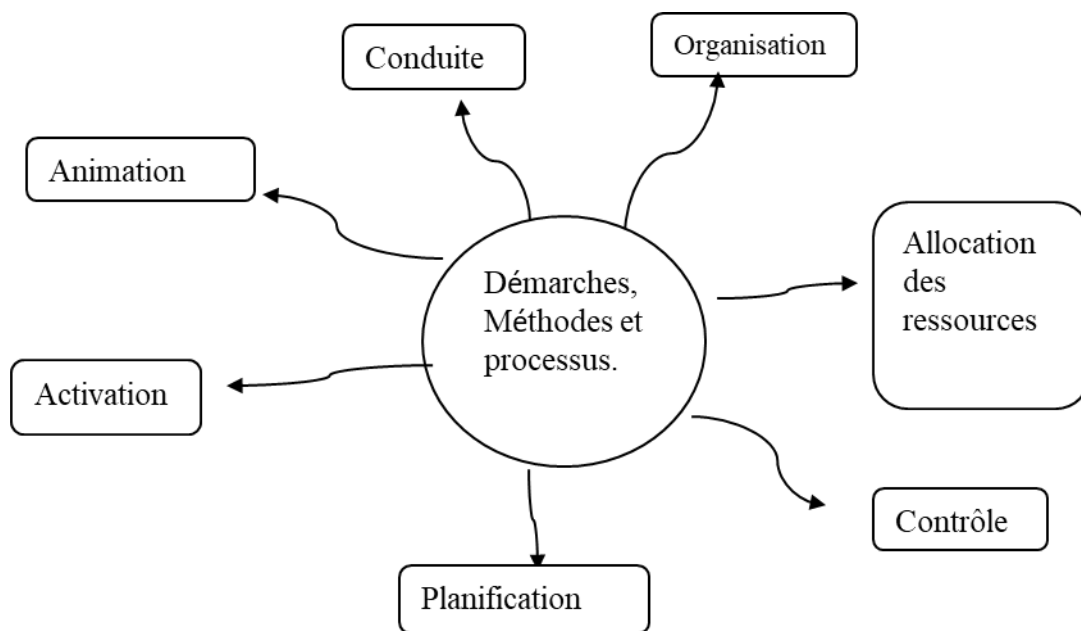 Conduite
Organisation
Animation
Allocation
des
ressources
Démarches,
Méthodes et
processus.
Activation
Contrôle
Planification